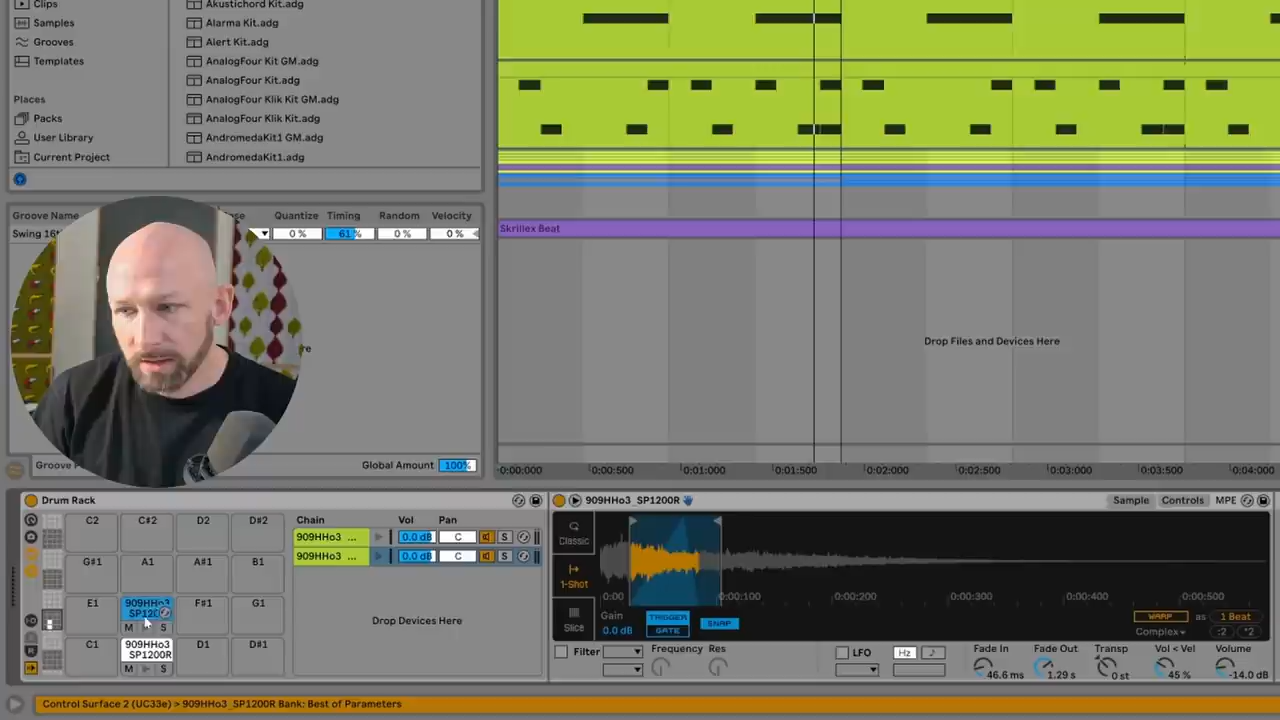 Clips
Samples
Grooves
Templates
Places
Packs
User Library
Current Project
Akustichord Kit.adg
Alarma Kit.adg
Alert Kit.adg
AnalogFour Kit GM.adg
AnalogFour Kit.adg
AnalogFour Klik Kit GM.adg
AnalogFour Klik Kit.adg
AndromedaKit1 GM.adg
AndromedaKit1.adg
Groove Name
Quantize Timing Random Velocity
Swing
0 % 61 % 0 % 0 %
Global Amount 100%
Skrillex Beat
Drop Files and Devices Here
0:00:000 0:00:500 0:01:000 0:01:500 0:02:000 0:02:500 0:03:000 0:03:500 0:04:000
Drum Rack
C2 C#2 D2 D#2
G#1 A1 A#1 B1
E1 909HHo3 F#1 G1
M S
C1 909HHo3 SP1200R D1 D#1
M S
Chain Vol Pan
909HHo3 ... 0.0 dB C S
909HHo3 ... 0.0 dB C S
Drop Devices Here
909HHo3_SP1200R
Sample Controls MPE
Classic
1-Shot
Slice
0:00 0:00:100 0:00:200 0:00:300 0:00:400 0:00:500
Gain
0.0 dB
TRIGGER
GATE
SNAP
WARP as 1 Beat
Complex :2 *2
Filter Frequency Res
LFO Hz
Fade In Fade Out Transp Vol < Vel Volume
46.6 ms 1.29 s 0 st 45 % -14.0 dB
Control Surface 2 (UC33e) > 909HHo3_SP1200R Bank: Best of Parameters